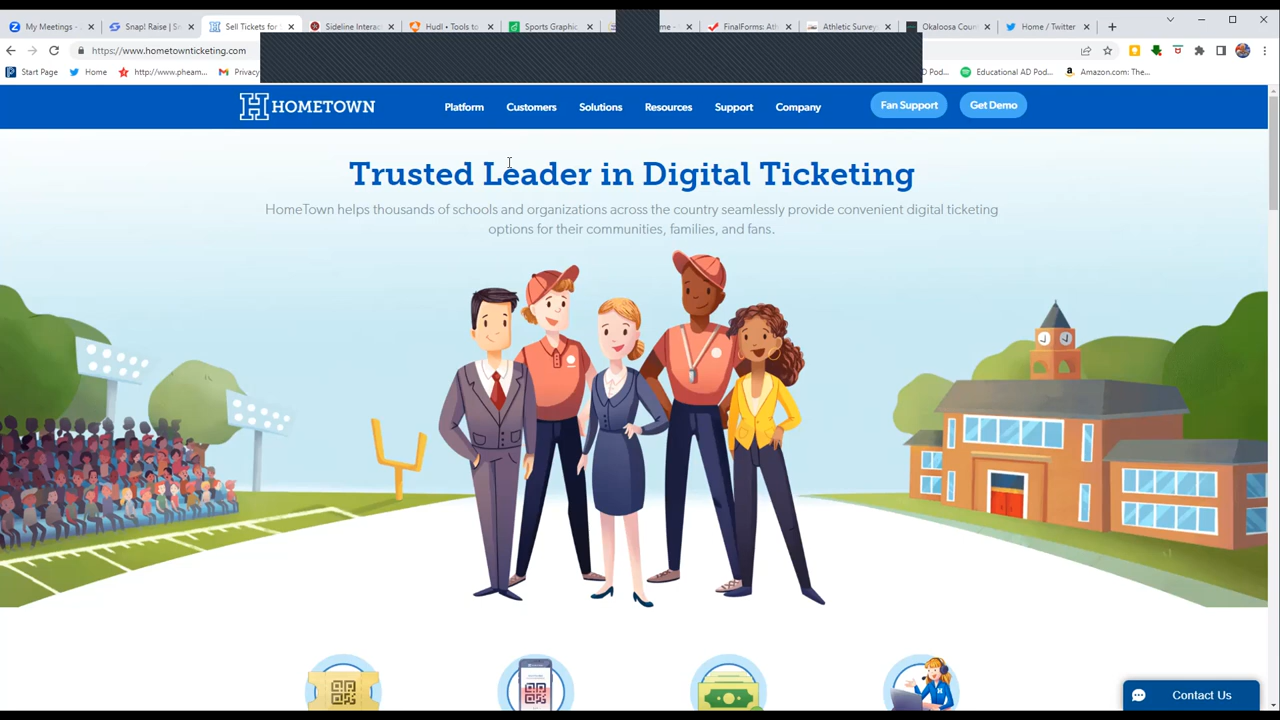 My Meetings -
Snap! Raise | Sn
Sell Tickets for
Sideline Interac
Hudl • Tools to
Sports Graphic
me -
FinalForms: Ath
Athletic Survey
Okaloosa Coun
Home / Twitter
https://www.hometownticketing.com
Start Page
Home
http://www.pheam...
Privacy
D Pod...
Educational AD Pod...
Amazon.com: The...
HOMETOWN
Platform
Customers
Solutions
Resources
Support
Company
Fan Support
Get Demo
Trusted Leader in Digital Ticketing
HomeTown helps thousands of schools and organizations across the country seamlessly provide convenient digital ticketing
options for their communities, families, and fans.
Contact Us